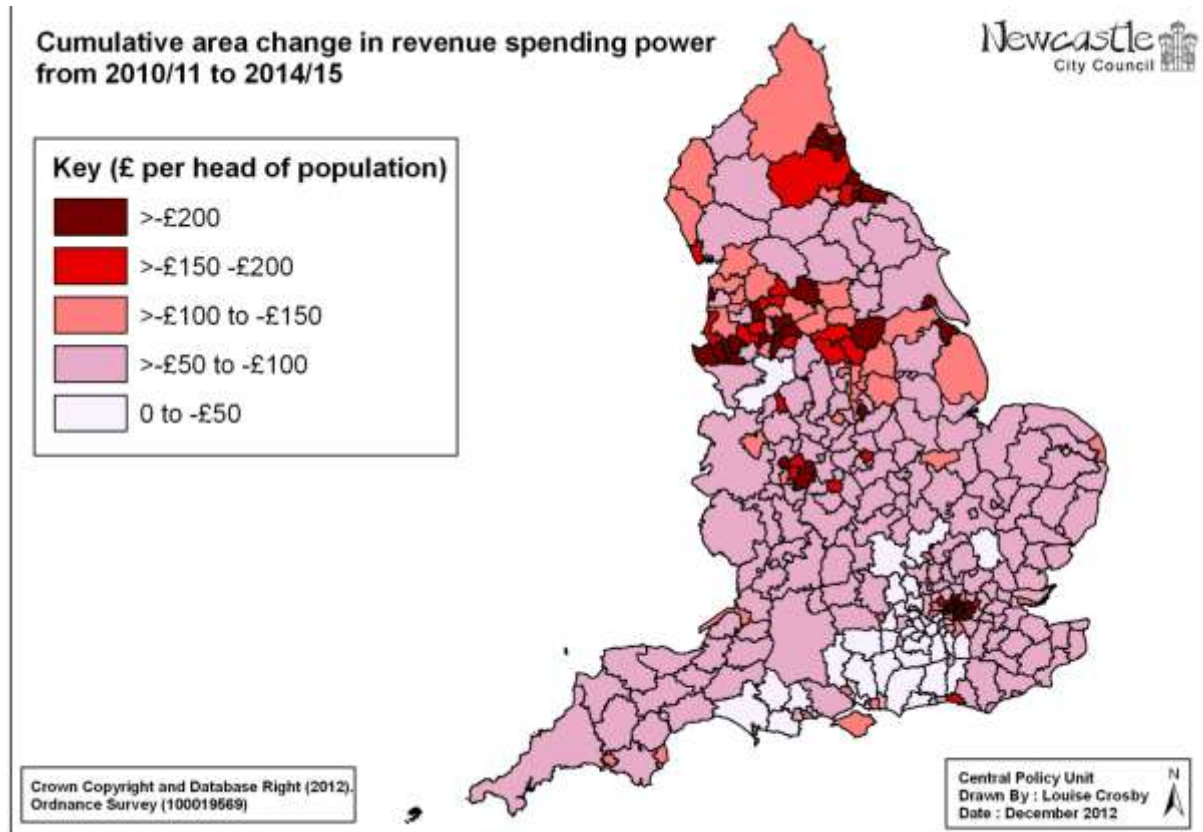 Cumulative area change in revenue spending power
from 2010/11 to 2014/15
Newcastle
City Council
Key (£ per head of population)
>-£200
>-£150 -£200
>-£100 to -£150
>-£50 to -£100
0 to -£50
Crown Copyright and Database Right (2012).
Ordnance Survey (100019569)
Central Policy Unit
Drawn By : Louise Crosby
Date : December 2012
N